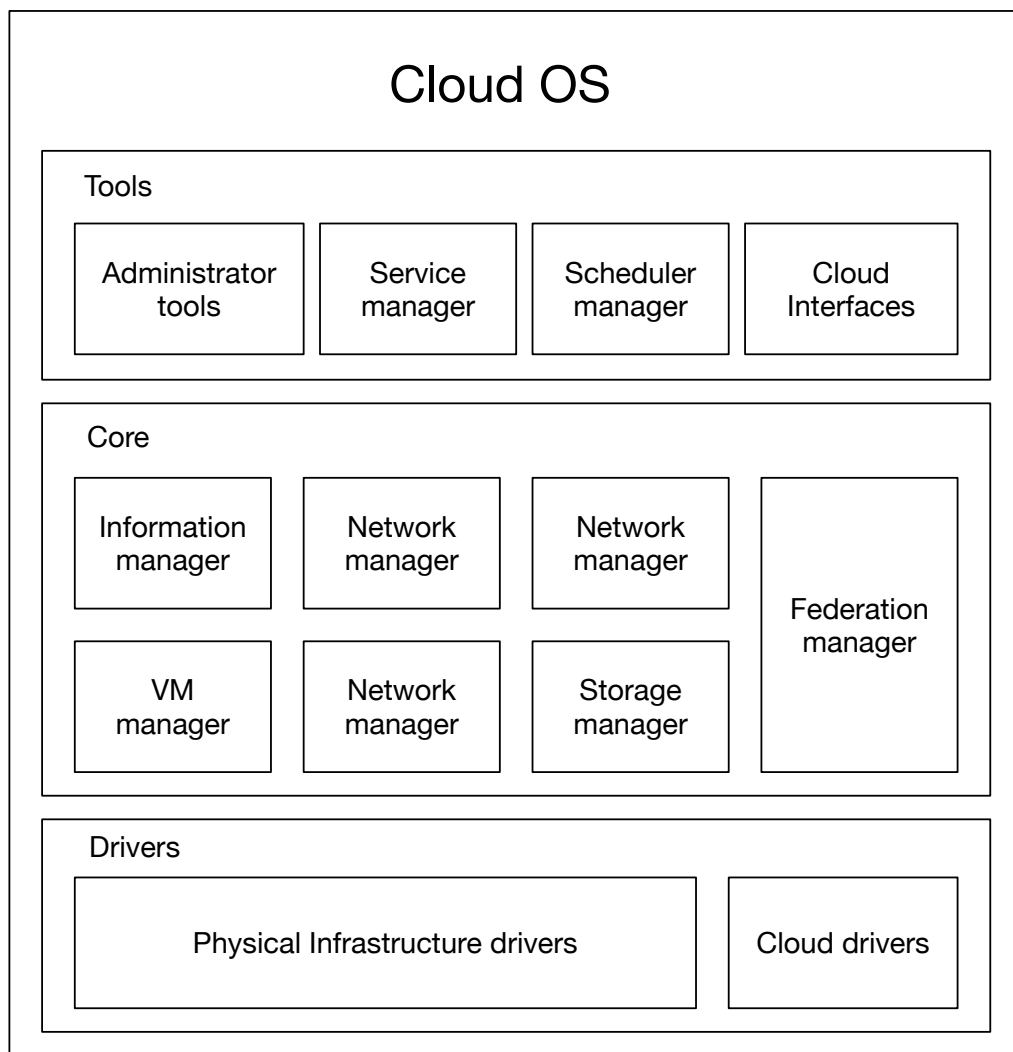 Cloud OS
Tools
Administrator
tools
Service
manager
Scheduler
manager
Cloud
Interfaces
Core
Information
manager
Network
manager
Network
manager
Federation
manager
VM
manager
Network
manager
Storage
manager
Drivers
Physical Infrastructure drivers
Cloud drivers